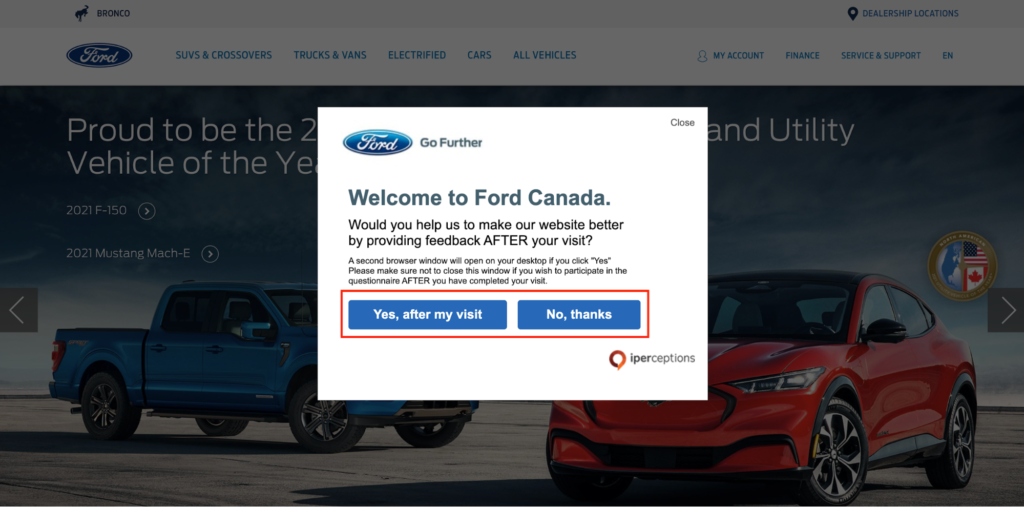 BRONCO
DEALERSHIP LOCATIONS
Ford
SUVS & CROSSOVERS
TRUCKS & VANS
ELECTRIFIED
CARS
ALL VEHICLES
MY ACCOUNT
FINANCE
SERVICE & SUPPORT
EN
Proud to be the 2
and Utility
Vehicle of the Yea
2021 F-150
2021 Mustang Mach-E
Close
Ford Go Further
Welcome to Ford Canada.
Would you help us to make our website better
by providing feedback AFTER your visit?
A second browser window will open on your desktop if you click "Yes"
Please make sure not to close this window if you wish to participate in the
questionnaire AFTER you have completed your visit.
Yes, after my visit
No, thanks
iperceptions
NORTH AMERICAN